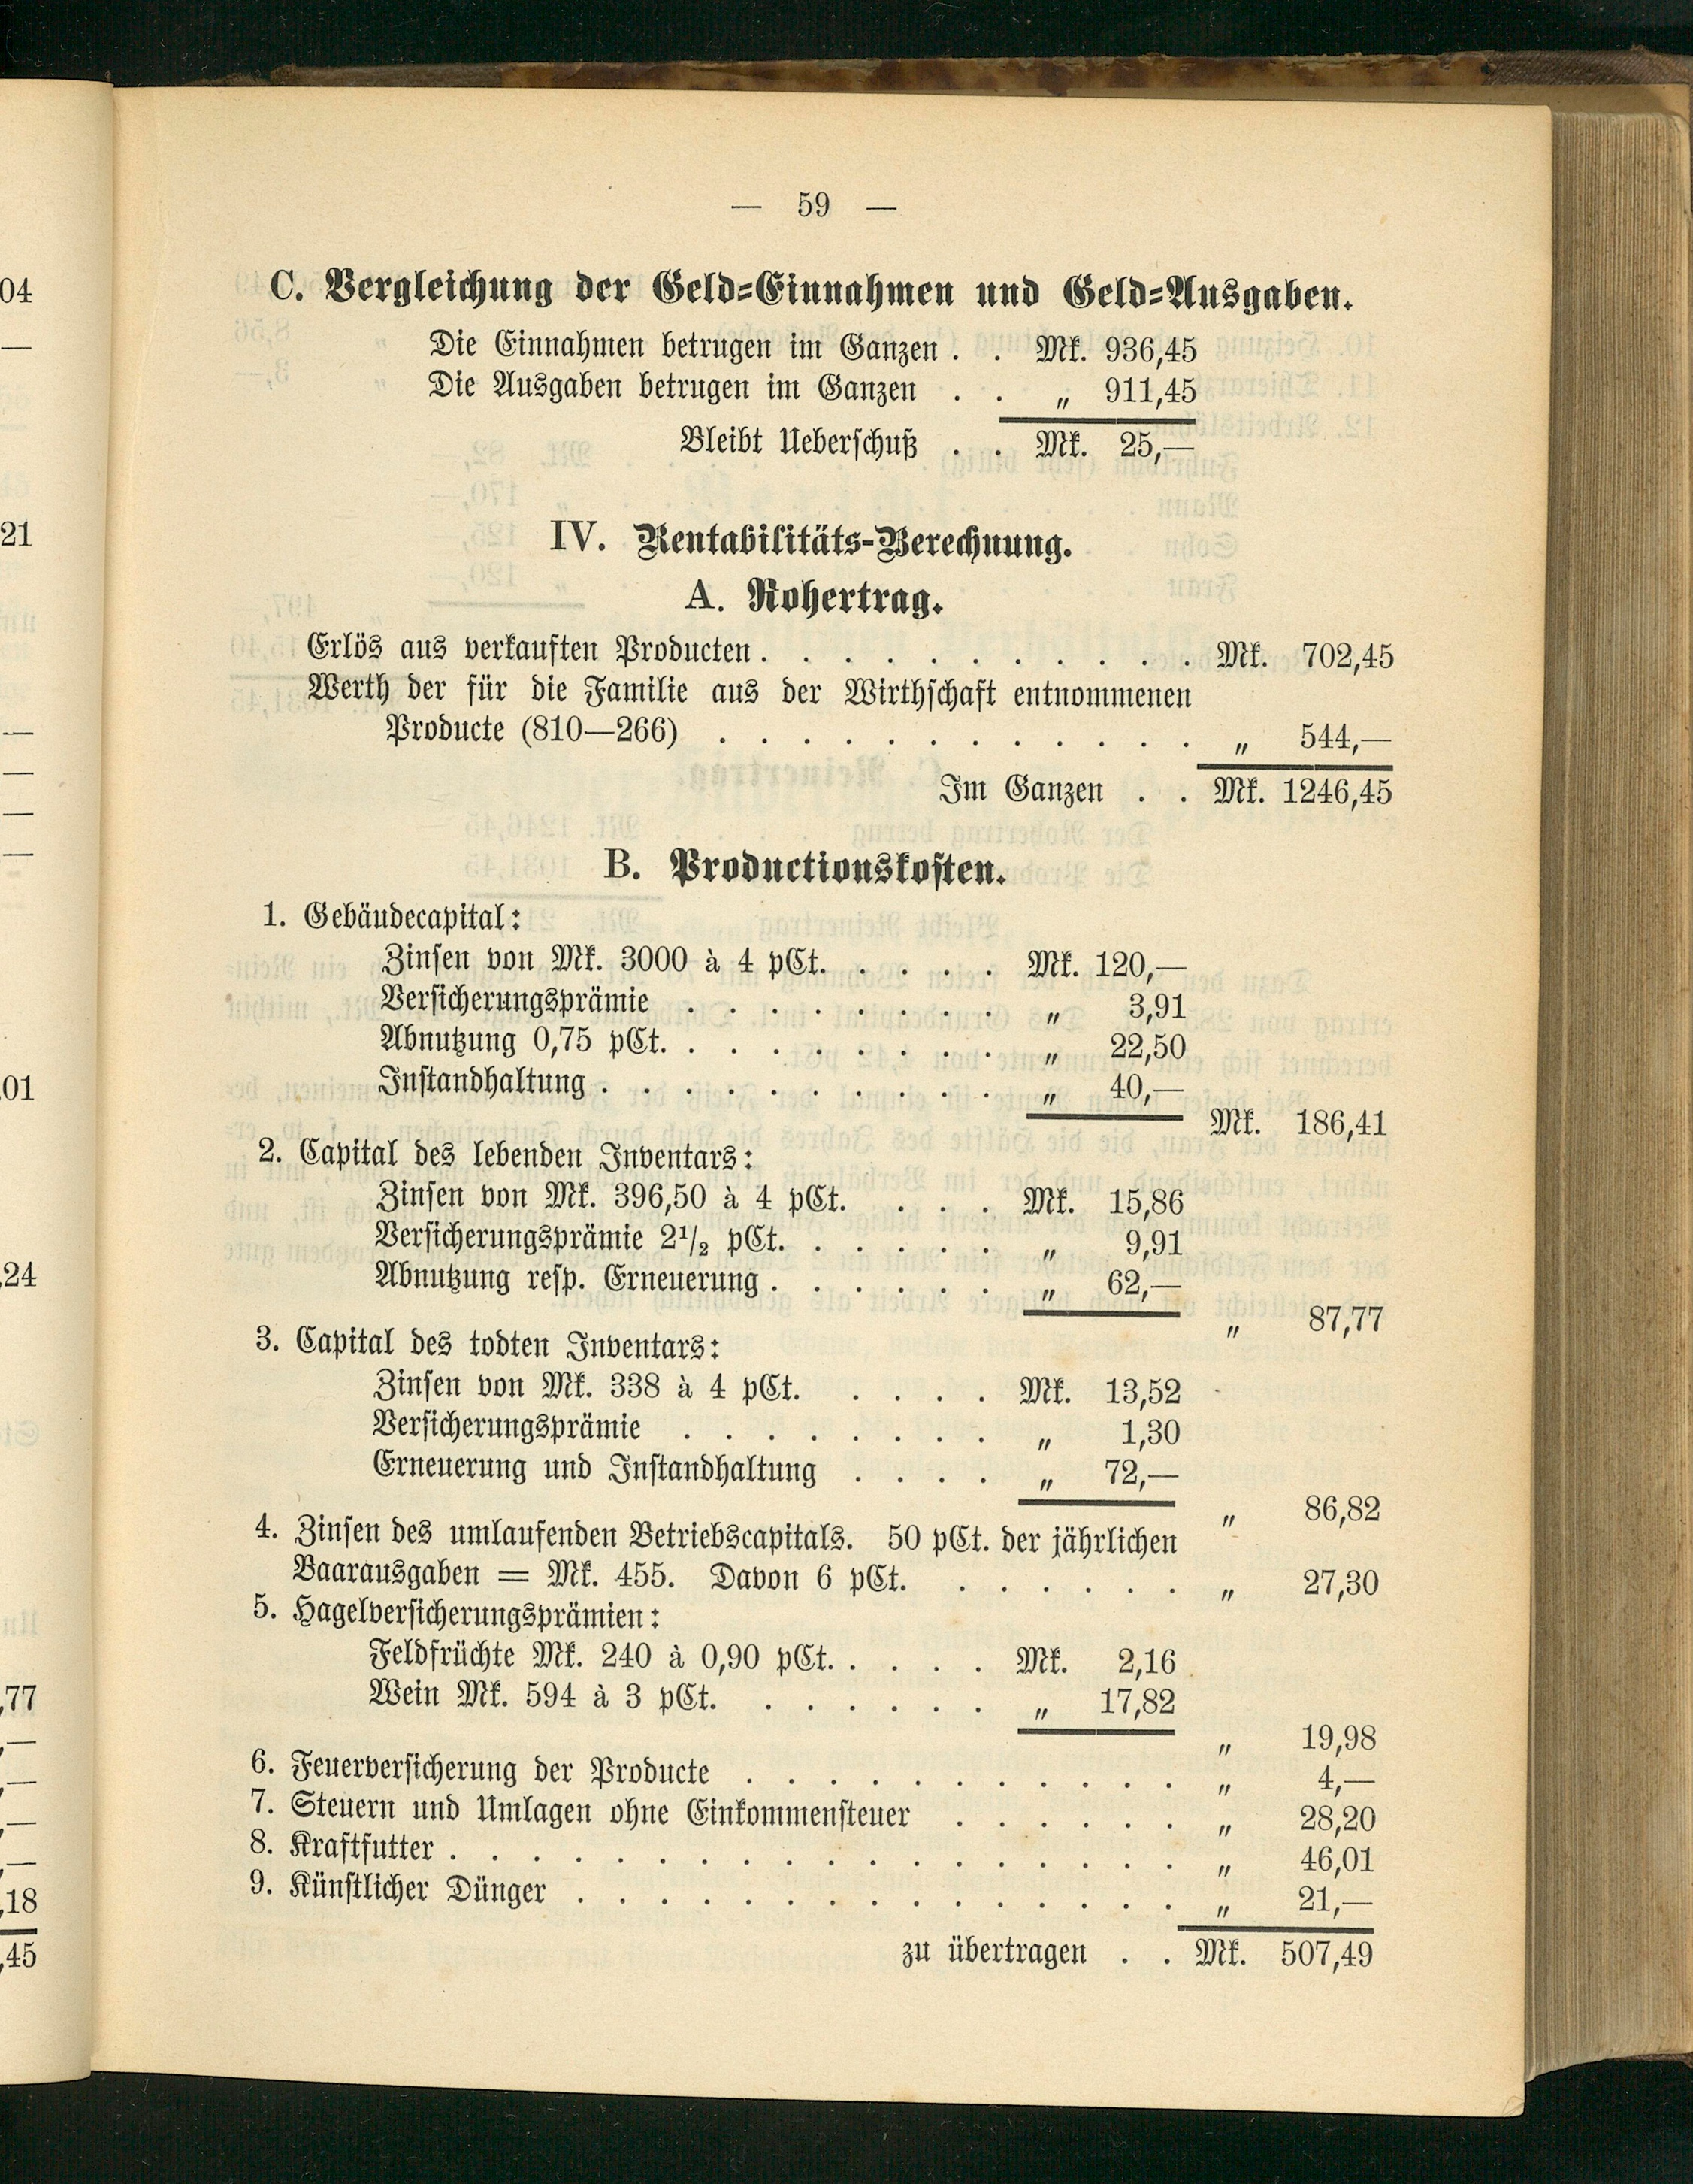 — 59 —
C. Vergleichung der Geld-Einnahmen und Geld-Ausgaben.
Die Einnahmen betrugen im Ganzen . . Mk. 936,45
Die Ausgaben betrugen im Ganzen . . „ 911,45
Bleibt Ueberschuß . . Mk. 25,—
IV. Rentabilitäts-Berechnung.
A. Rohertrag.
Erlös aus verkauften Producten . . . . . . . . . . . Mk. 702,45
Werth der für die Familie aus der Wirthschaft entnommenen
Producte (810—266) . . . . . . . . . . . . „ 544,—
Im Ganzen . . Mk. 1246,45
B. Productionskosten.
1. Gebäudecapital:
Zinsen von Mk. 3000 à 4 pCt. . . . . Mk. 120,—
Versicherungsprämie . . . . . . . . „ 3,91
Abnutzung 0,75 pCt. . . . . . . . . „ 22,50
Instandhaltung . . . . . . . . . . „ 40,—
Mk. 186,41
2. Capital des lebenden Inventars:
Zinsen von Mk. 396,50 à 4 pCt. . . . Mk. 15,86
Versicherungsprämie 2½ pCt. . . . . . „ 9,91
Abnutzung resp. Erneuerung . . . . . . „ 62,—
„ 87,77
3. Capital des todten Inventars:
Zinsen von Mk. 338 à 4 pCt. . . . . Mk. 13,52
Versicherungsprämie . . . . . . . . „ 1,30
Erneuerung und Instandhaltung . . . . „ 72,—
„ 86,82
4. Zinsen des umlaufenden Betriebscapitals. 50 pCt. der jährlichen
Baarausgaben = Mk. 455. Davon 6 pCt. . . . . . . „ 27,30
5. Hagelversicherungsprämien:
Feldfrüchte Mk. 240 à 0,90 pCt. . . . . Mk. 2,16
Wein Mk. 594 à 3 pCt. . . . . . . „ 17,82
„ 19,98
6. Feuerversicherung der Producte . . . . . . . . . . . „ 4,—
7. Steuern und Umlagen ohne Einkommensteuer . . . . . . „ 28,20
8. Kraftfutter . . . . . . . . . . . . . . . . . . „ 46,01
9. Künstlicher Dünger . . . . . . . . . . . . . . . „ 21,—
zu übertragen . . Mk. 507,49
04
—
21
—
—
—
—
,01
,24
,77
,—
,—
,—
,—
,18
,45